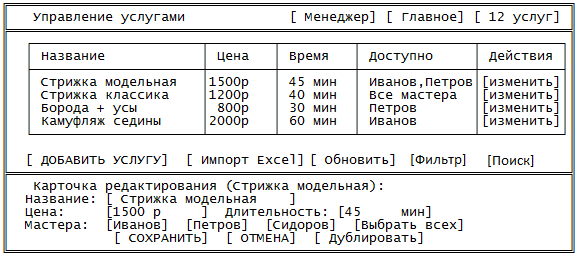 Управление услугами [ Менеджер] [ Главное] [ 12 услуг]
Название Цена Время Доступно Действия
Стрижка модельная 1500р 45 мин Иванов,Петров [изменить]
Стрижка классика 1200р 40 мин Все мастера [изменить]
Борода + усы 800р 30 мин Петров [изменить]
Камуфляж седины 2000р 60 мин Иванов [изменить]
[ ДОБАВИТЬ УСЛУГУ] [ Импорт Excel] [ Обновить] [Фильтр] [Поиск]
Карточка редактирования (Стрижка модельная):
Название: [ Стрижка модельная ]
Цена: [1500 р ] Длительность: [45 мин]
Мастера: [Иванов] [Петров] [Сидоров] [Выбрать всех]
[ СОХРАНИТЬ] [ ОТМЕНА] [ Дублировать]